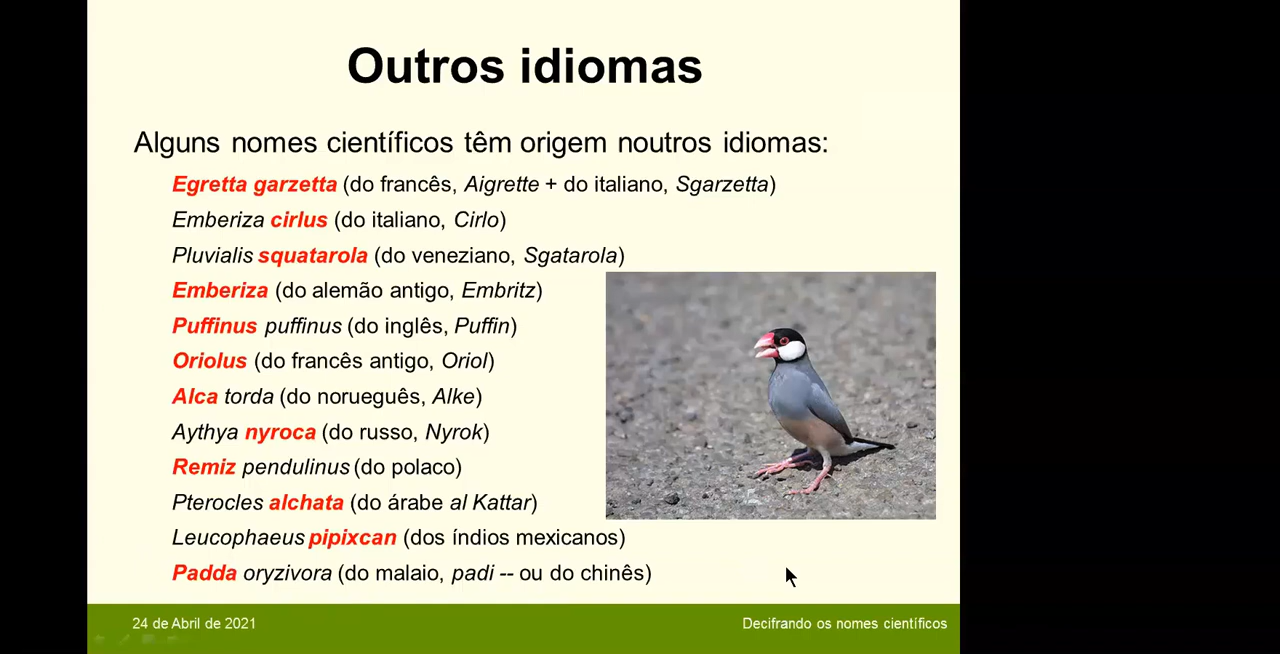 Outros idiomas
Alguns nomes científicos têm origem noutros idiomas:
Egretta garzetta (do francês, Aigrette + do italiano, Sgarzetta)
Emberiza cirlus (do italiano, Cirlo)
Pluvialis squatarola (do veneziano, Sgatarola)
Emberiza (do alemão antigo, Embritz)
Puffinus puffinus (do inglês, Puffin)
Oriolus (do francês antigo, Oriol)
Alca torda (do norueguês, Alke)
Aythya nyroca (do russo, Nyrok)
Remiz pendulinus (do polaco)
Pterocles alchata (do árabe al Kattar)
Leucophaeus pipixcan (dos índios mexicanos)
Padda oryzivora (do malaio, padi -- ou do chinês)
24 de Abril de 2021
Decifrando os nomes científicos